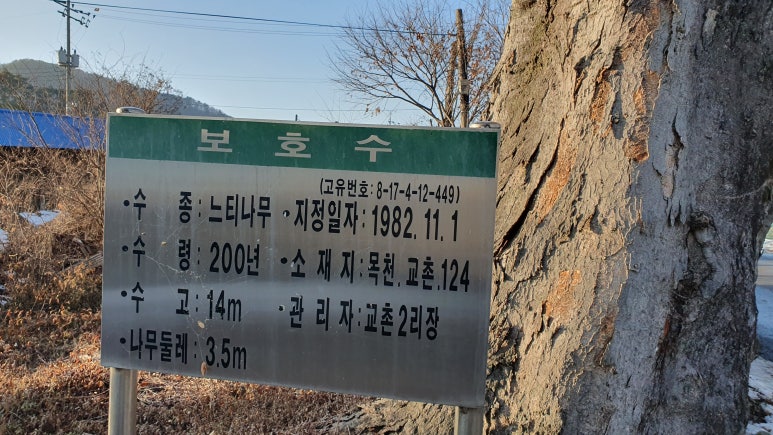 보호수
(고유번호: 8-17-4-12-449)
·수 종: 느티나무 ·지정일자: 1982. 11. 1
·수 령: 200년 ·소 재 지: 목천. 교촌. 124
·수 고: 14m ·관 리 자: 교촌2리장
·나무둘레: 3.5m